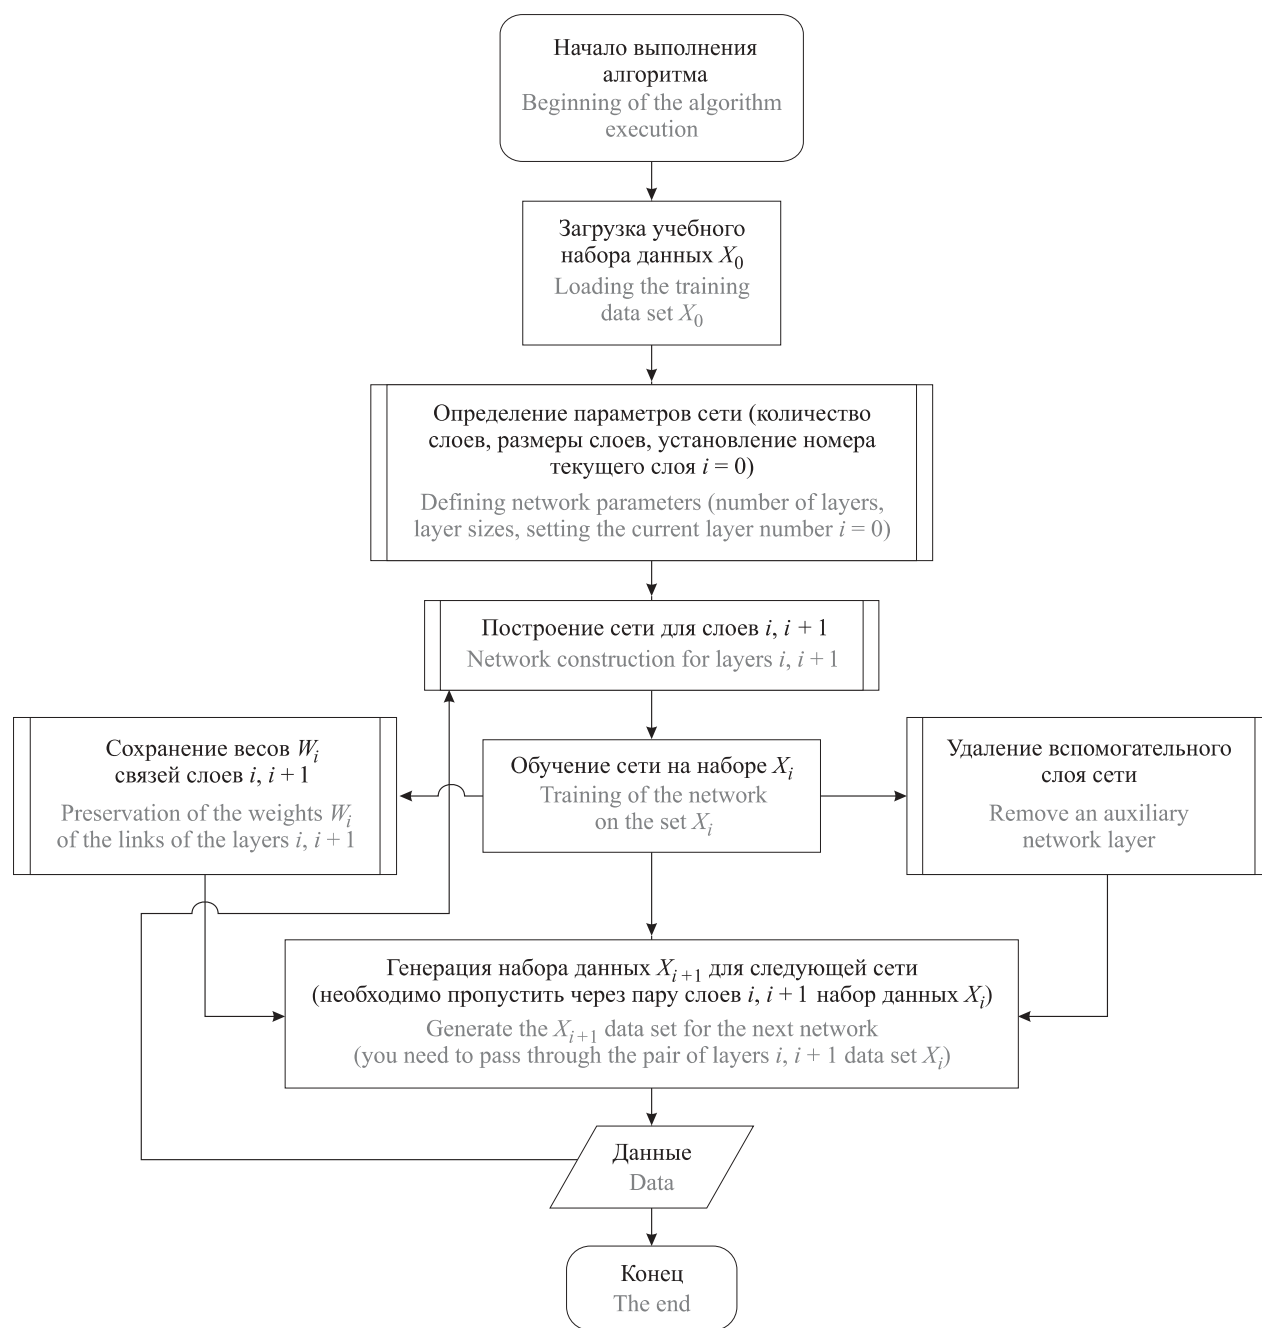 Начало выполнения
алгоритма
Beginning of the algorithm
execution
Загрузка учебного
набора данных X₀
Loading the training
data set X₀
Определение параметров сети (количество
слоев, размеры слоев, установление номера
текущего слоя i = 0)
Defining network parameters (number of layers,
layer sizes, setting the current layer number i = 0)
Построение сети для слоев i, i + 1
Network construction for layers i, i + 1
Сохранение весов Wᵢ
связей слоев i, i + 1
Preservation of the weights Wᵢ
of the links of the layers i, i + 1
Обучение сети на наборе Xᵢ
Training of the network
on the set Xᵢ
Удаление вспомогательного
слоя сети
Remove an auxiliary
network layer
Генерация набора данных Xᵢ₊₁ для следующей сети
(необходимо пропустить через пару слоев i, i + 1 набор данных Xᵢ)
Generate the Xᵢ₊₁ data set for the next network
(you need to pass through the pair of layers i, i + 1 data set Xᵢ)
Данные
Data
Конец
The end